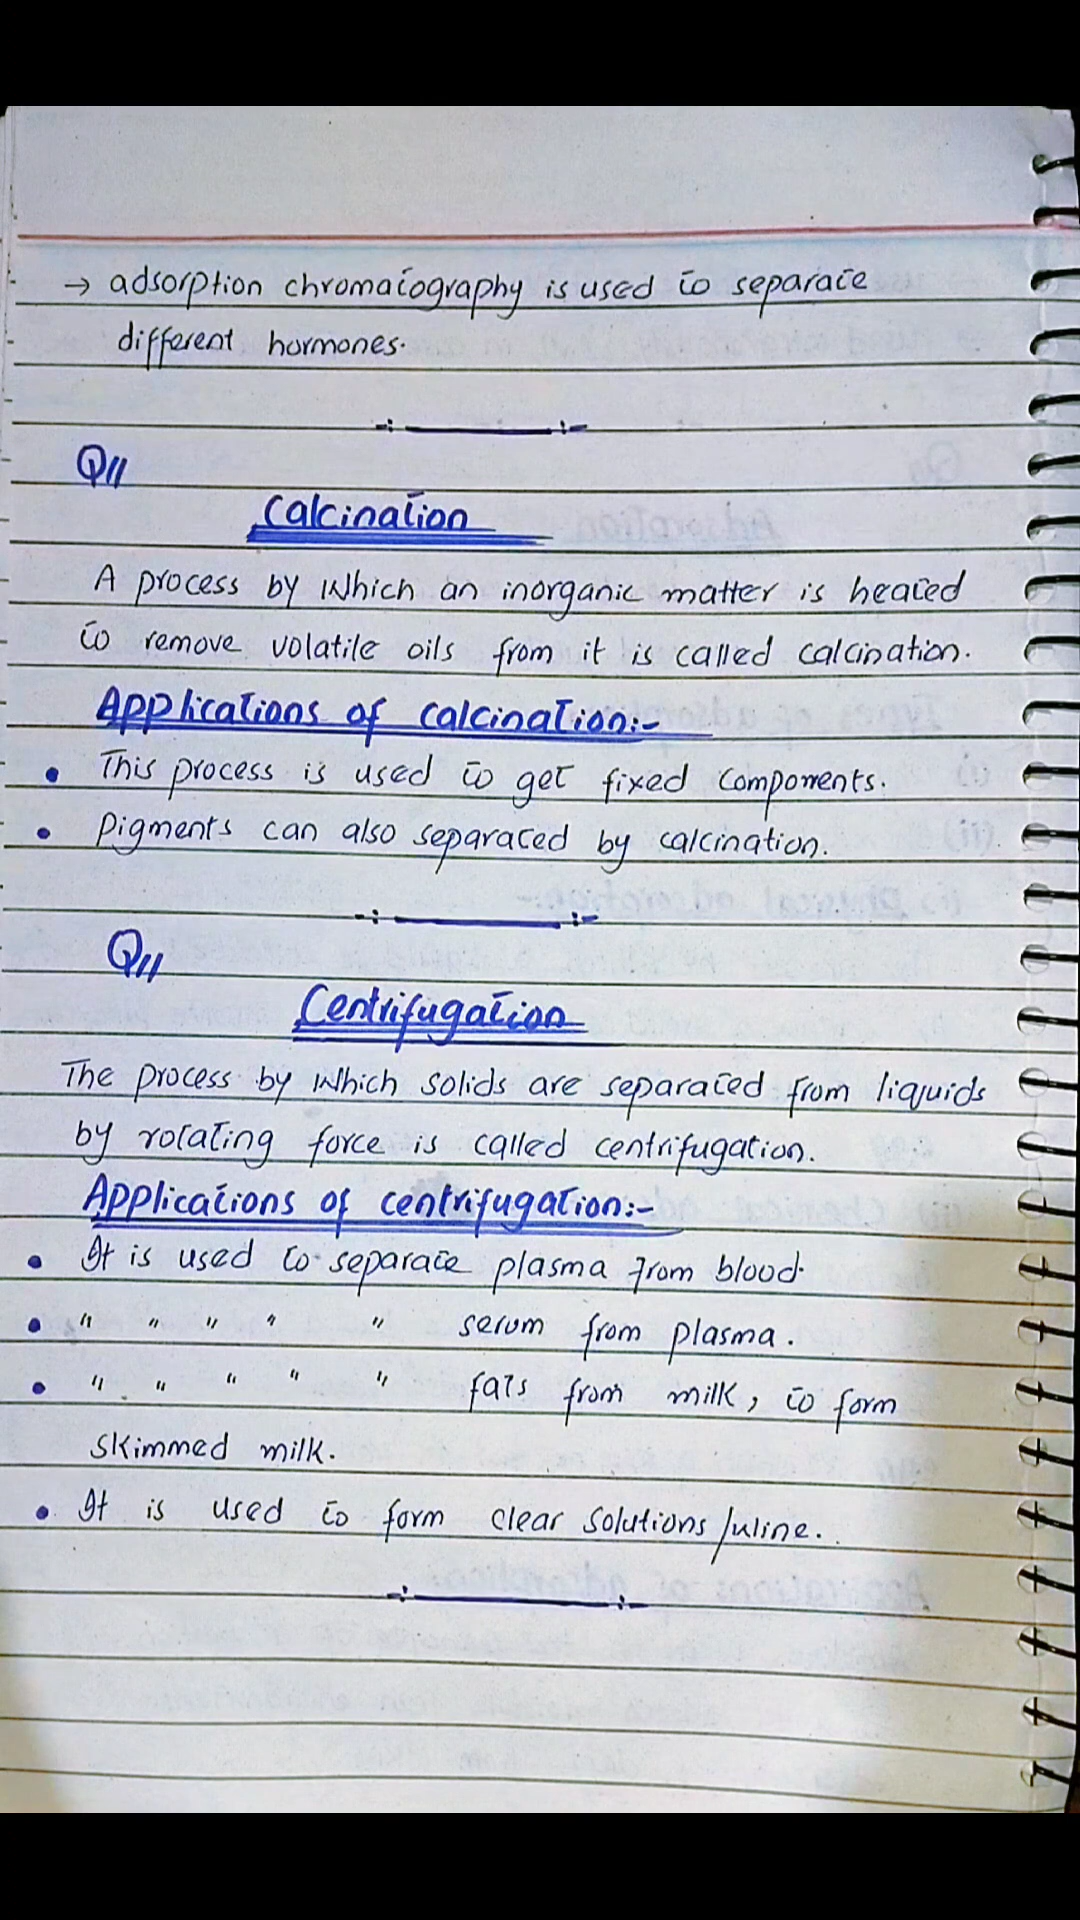 → adsorption chromatography is used to separate
different hormones.
Q//
Calcination
A process by which an inorganic matter is heated
to remove volatile oils from it is called calcination.
Applications of calcination:-
• This process is used to get fixed components.
• Pigments can also separated by calcination.
Q//
Centrifugation
The process by which solids are separated from liquids
by rotating force is called centrifugation.
Applications of centrifugation:-
• It is used to separate plasma from blood.
• " " " " " serum from plasma.
• " " " " " fats from milk, to form
skimmed milk.
• It is used to form clear solutions/